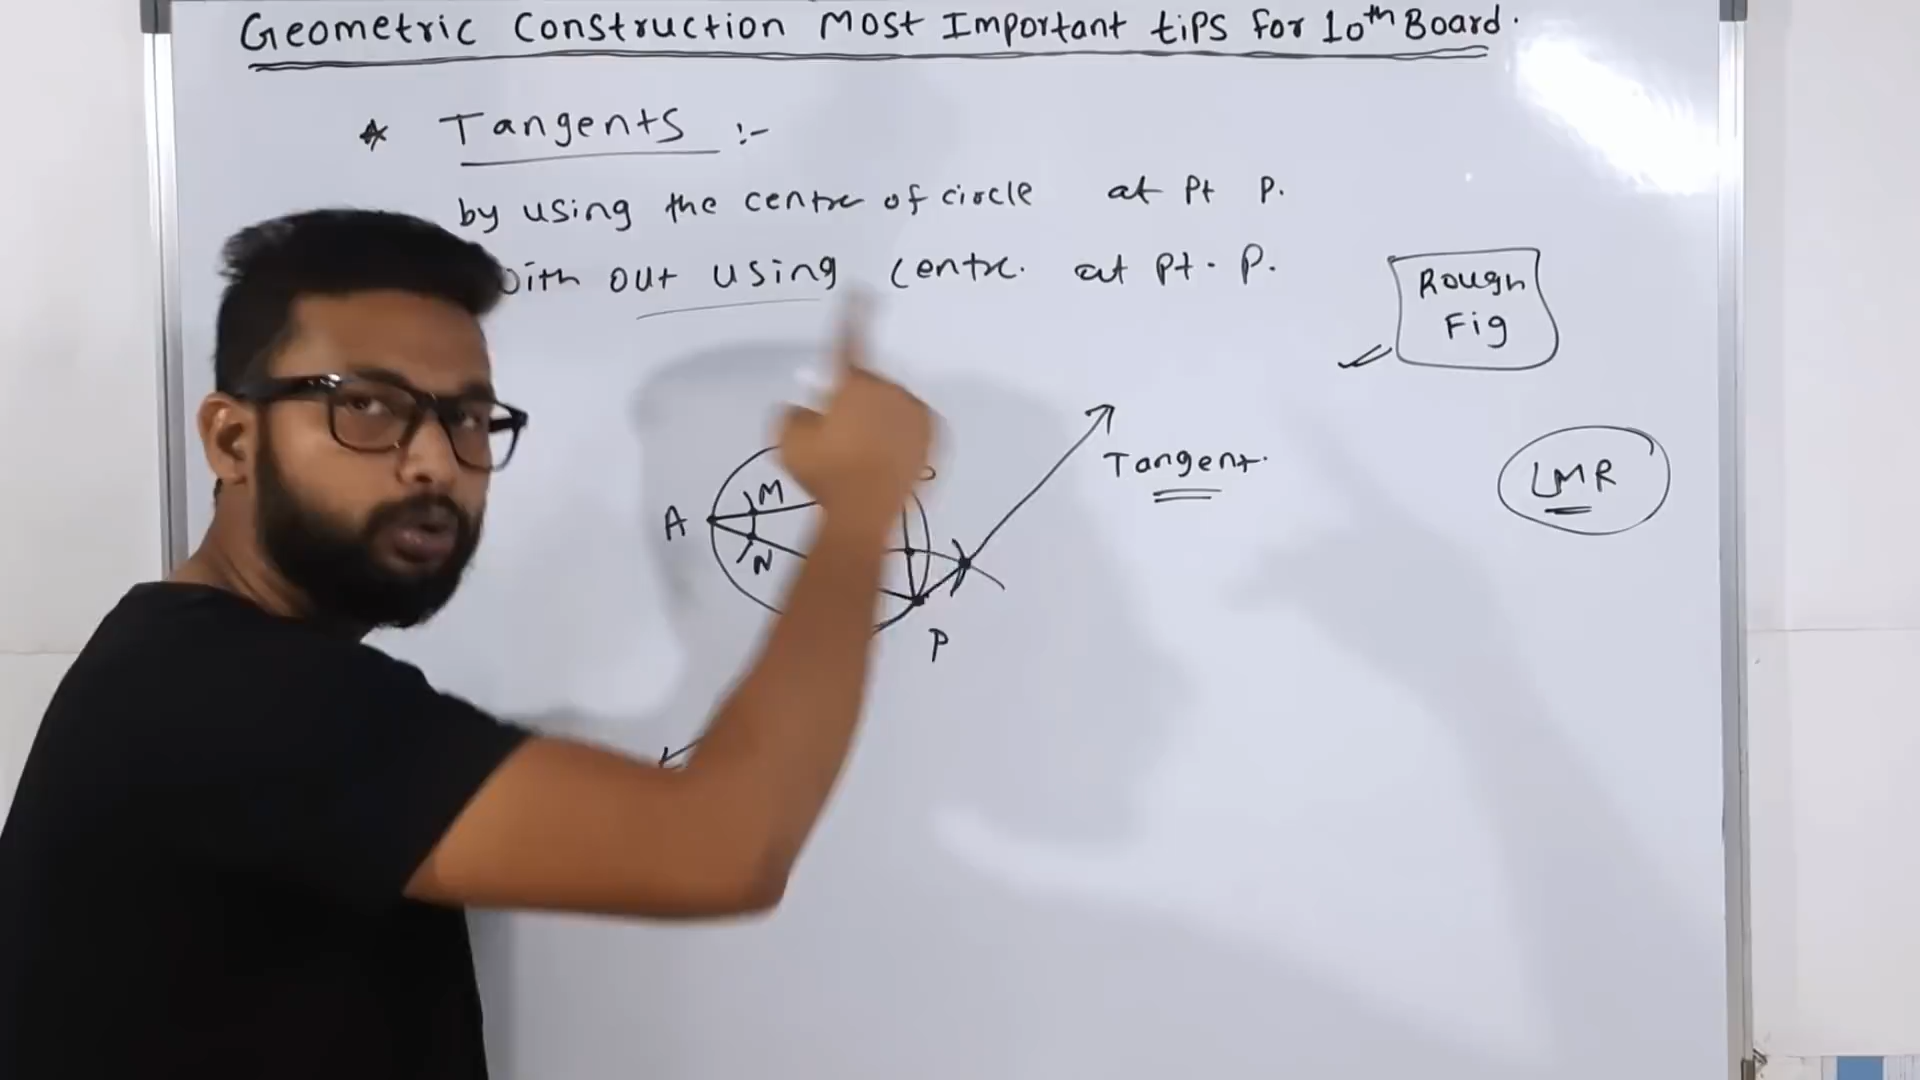 Geometric Construction Most Important tips for 10th Board.
* Tangents :-
by using the centre of circle at Pt P.
out using centre. at Pt. P.
Rough
Fig
Tangent.
LMR
M
A
N
P